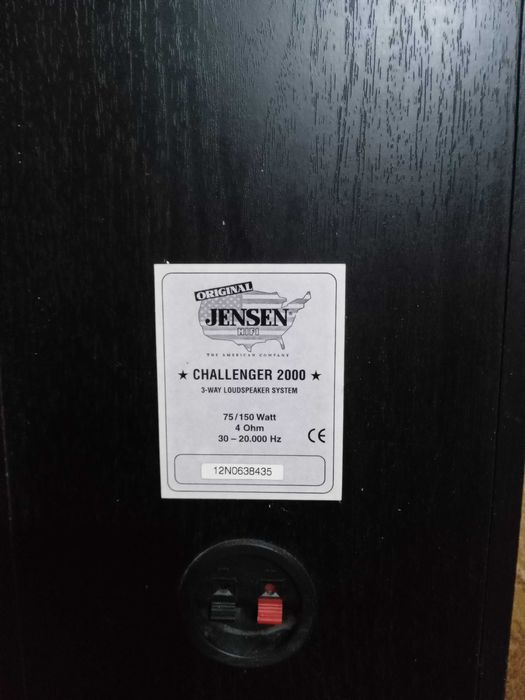 ORIGINAL
JENSEN
HIFI
THE AMERICAN COMPANY
★ CHALLENGER 2000 ★
3-WAY LOUDSPEAKER SYSTEM
75/150 Watt
4 Ohm
30 – 20.000 Hz
CE
12N0638435